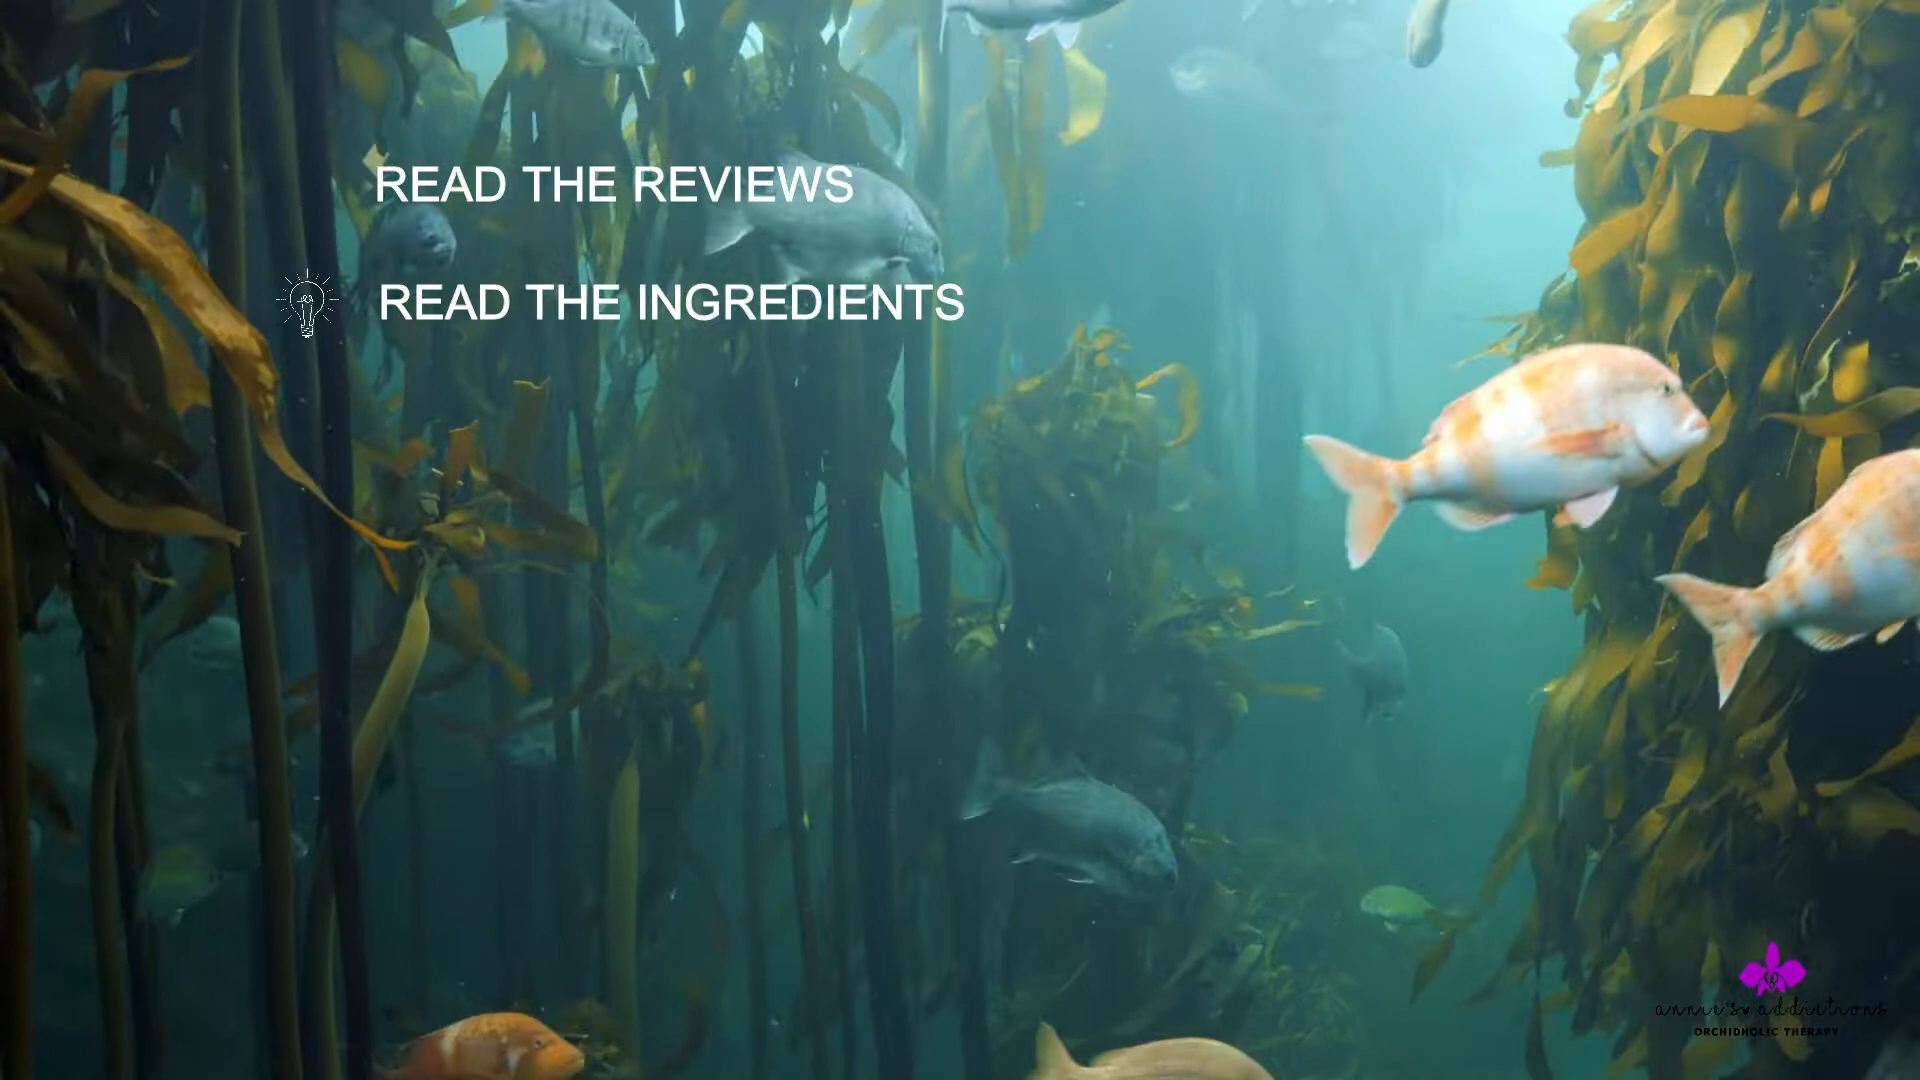 READ THE REVIEWS
READ THE INGREDIENTS
annie's addictions
ORCHIDHOLIC THERAPY